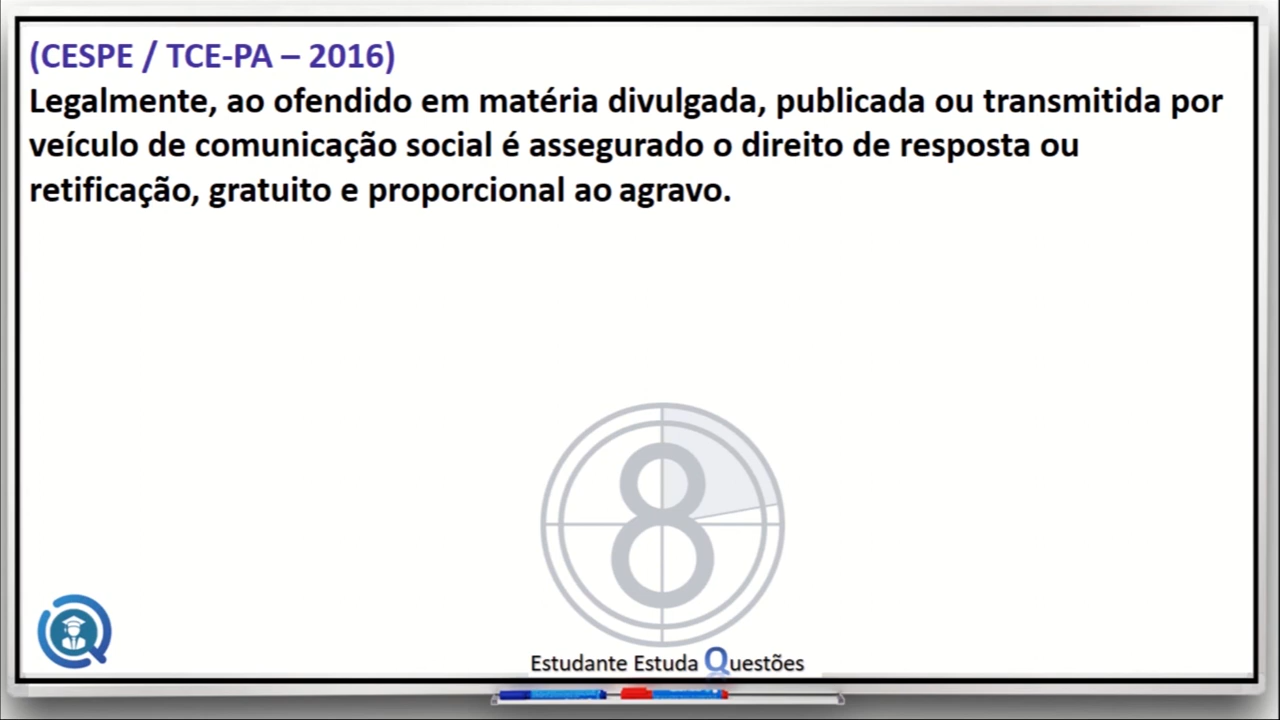 (CESPE / TCE-PA – 2016)
Legalmente, ao ofendido em matéria divulgada, publicada ou transmitida por
veículo de comunicação social é assegurado o direito de resposta ou
retificação, gratuito e proporcional ao agravo.
8
Estudante Estuda Questões